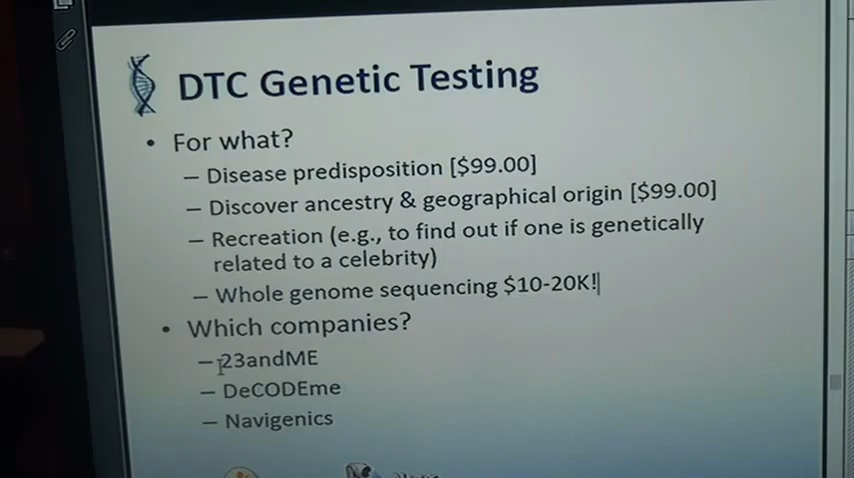 DTC Genetic Testing
• For what?
– Disease predisposition [$99.00]
– Discover ancestry & geographical origin [$99.00]
– Recreation (e.g., to find out if one is genetically
related to a celebrity)
– Whole genome sequencing $10-20K!
• Which companies?
– 23andME
– DeCODEme
– Navigenics